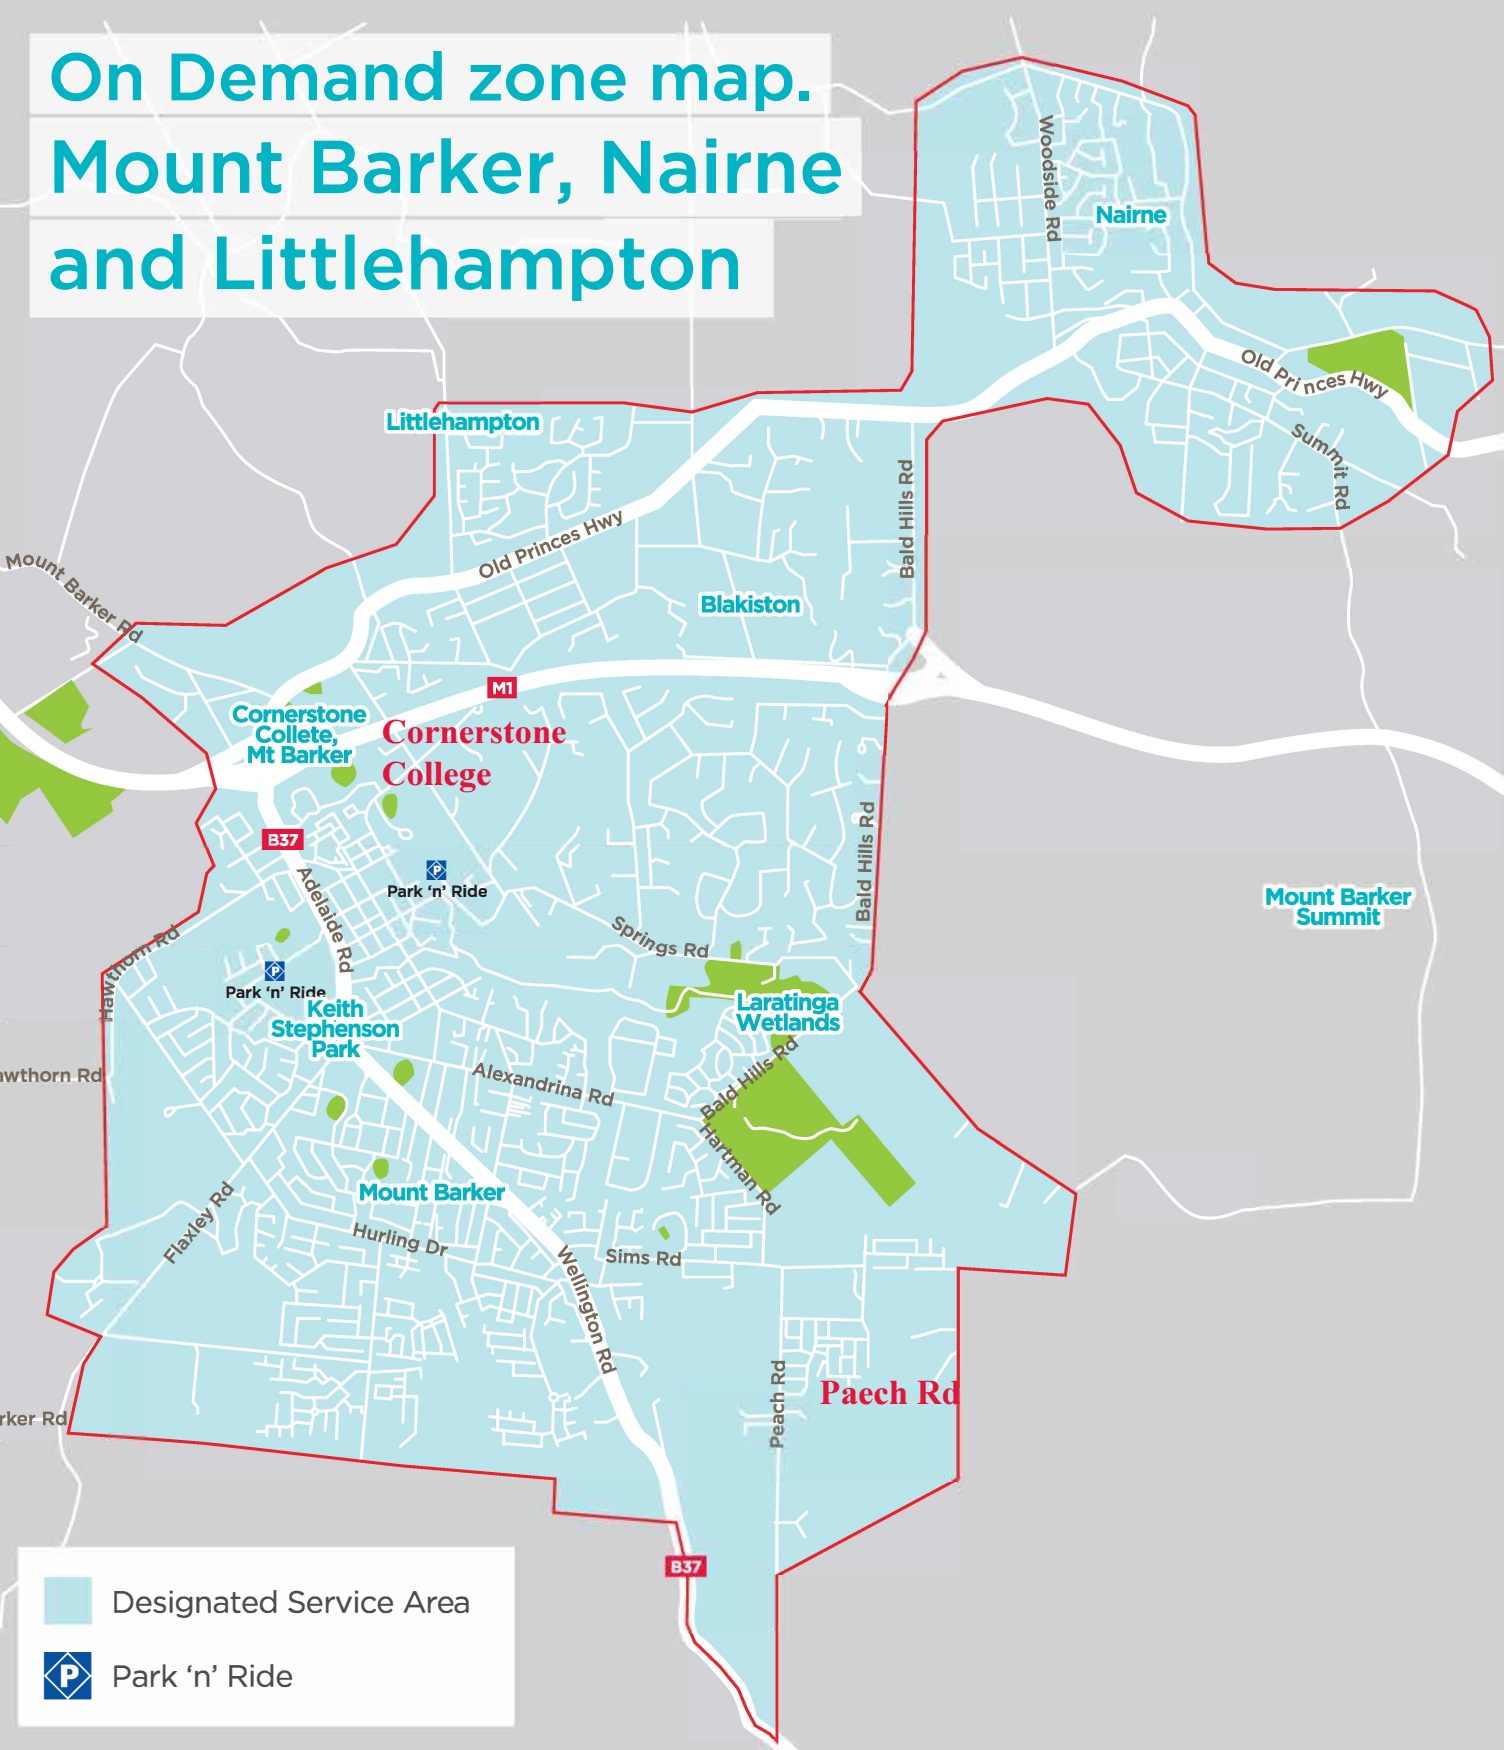 On Demand zone map.
Mount Barker, Nairne
and Littlehampton
Woodside Rd
Nairne
Old Princes Hwy
Summit Rd
Littlehampton
Old Princes Hwy
Bald Hills Rd
Mount Barker Rd
Blakiston
M1
Cornerstone
Collete,
Mt Barker
Cornerstone
College
B37
Adelaide Rd
Park 'n' Ride
Bald Hills Rd
Mount Barker
Summit
Springs Rd
Hawthorn Rd
Park 'n' Ride
Keith
Stephenson
Park
Laratinga
Wetlands
awthorn Rd
Alexandrina Rd
Bald Hills Rd
Hartman Rd
Mount Barker
Flaxley Rd
Hurling Dr
Sims Rd
Wellington Rd
Peach Rd
Paech Rd
rker Rd
B37
Designated Service Area
P Park 'n' Ride